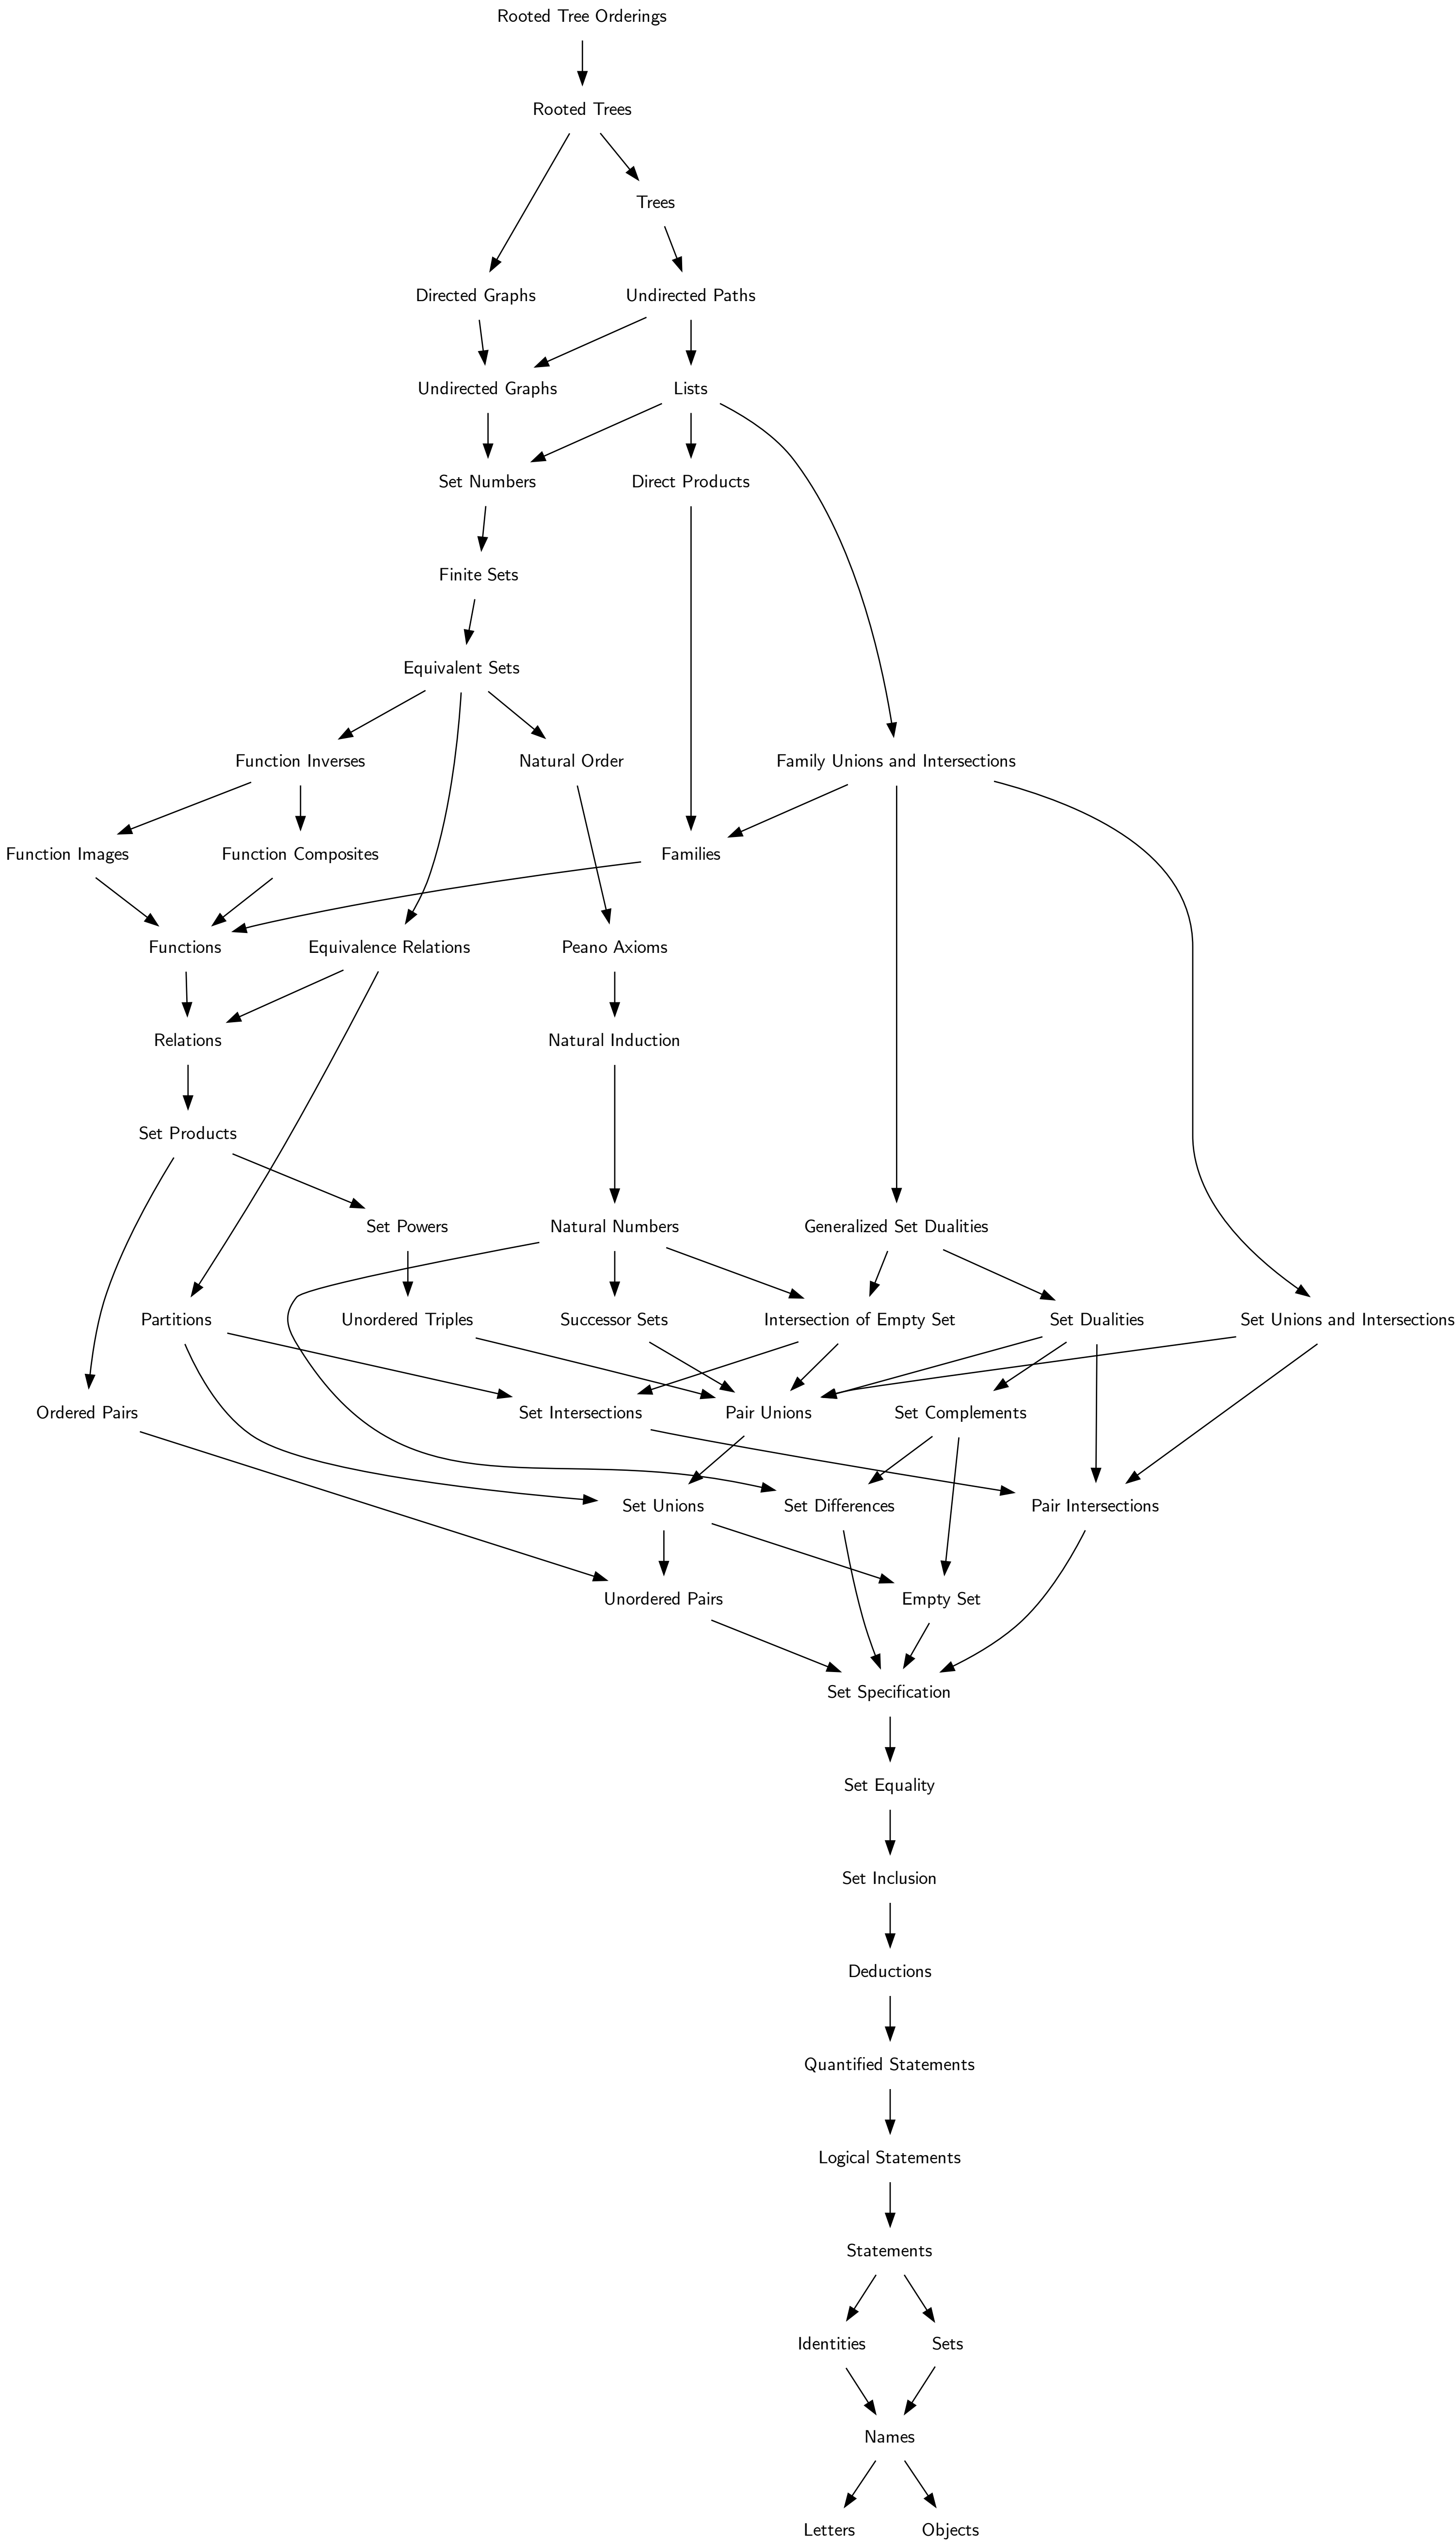 Rooted Tree Orderings
Rooted Trees
Trees
Directed Graphs
Undirected Paths
Undirected Graphs
Lists
Set Numbers
Direct Products
Finite Sets
Equivalent Sets
Function Inverses
Natural Order
Family Unions and Intersections
Function Images
Function Composites
Families
Functions
Equivalence Relations
Peano Axioms
Relations
Natural Induction
Set Products
Set Powers
Natural Numbers
Generalized Set Dualities
Partitions
Unordered Triples
Successor Sets
Intersection of Empty Set
Set Dualities
Set Unions and Intersections
Ordered Pairs
Set Intersections
Pair Unions
Set Complements
Set Unions
Set Differences
Pair Intersections
Unordered Pairs
Empty Set
Set Specification
Set Equality
Set Inclusion
Deductions
Quantified Statements
Logical Statements
Statements
Identities
Sets
Names
Letters
Objects